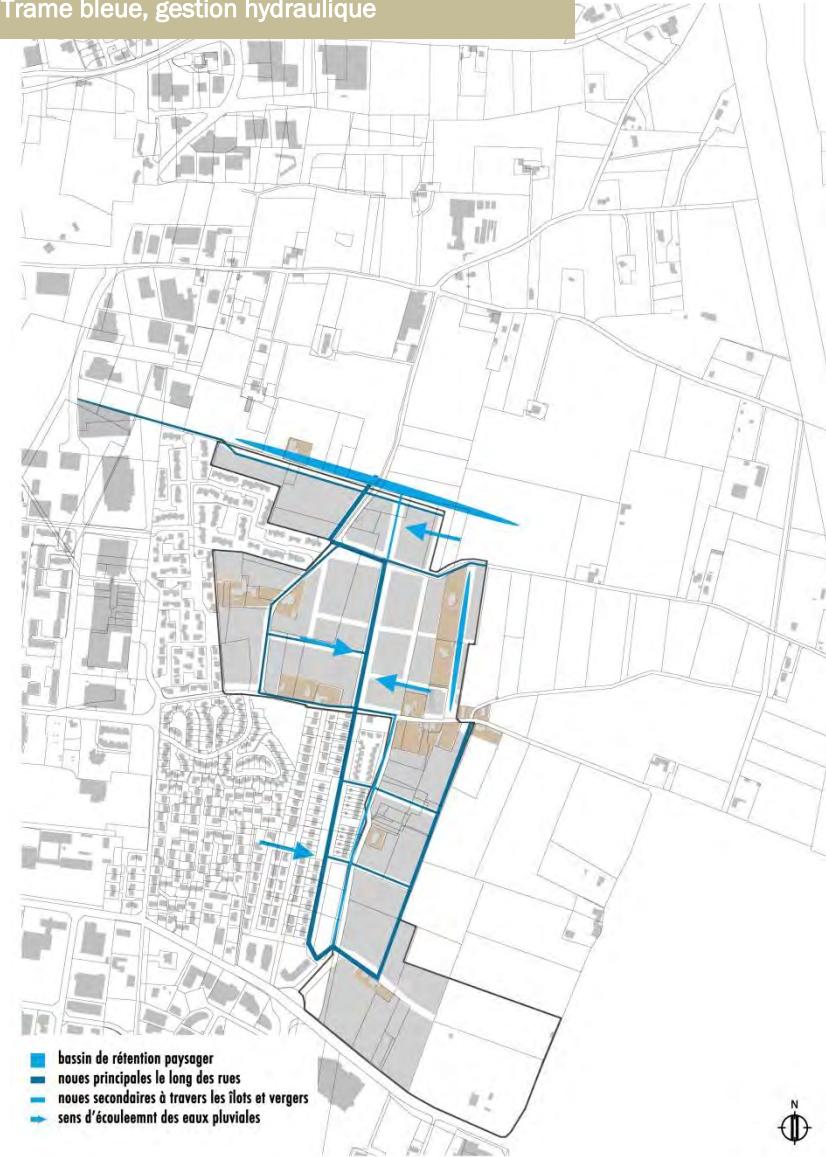 Trame bleue, gestion hydraulique
bassin de rétention paysager
noues principales le long des rues
noues secondaires à travers les îlots et vergers
sens d'écouleemnt des eaux pluviales
N